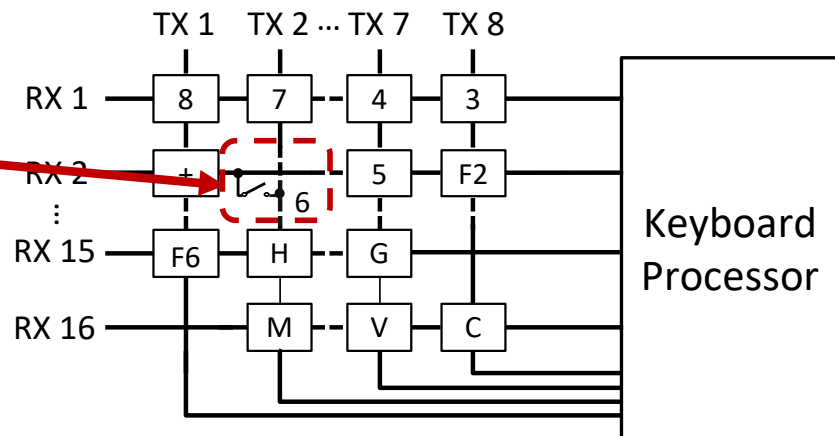 TX 1 TX 2 ··· TX 7 TX 8
RX 1 8 7 4 3
RX 2 + 6 5 F2
⋮
RX 15 F6 H G
RX 16 M V C
Keyboard
Processor